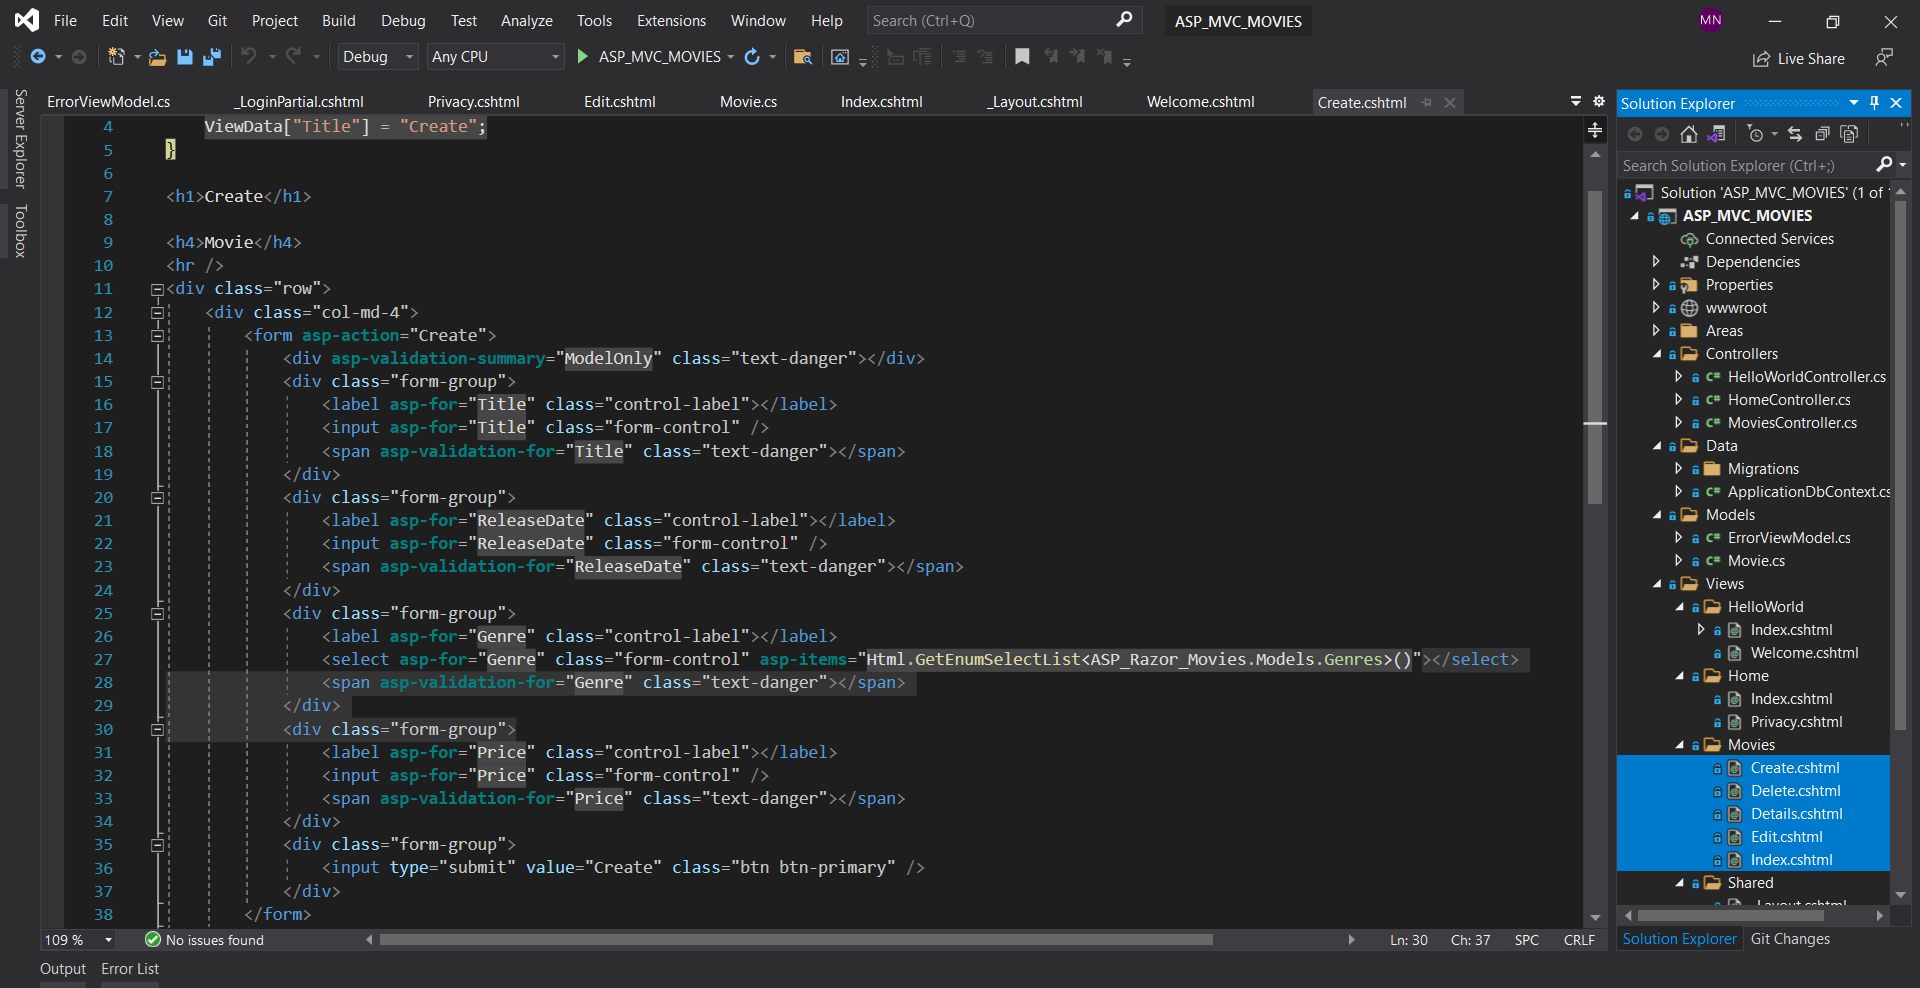 File Edit View Git Project Build Debug Test Analyze Tools Extensions Window Help Search (Ctrl+Q) ASP_MVC_MOVIES MN
Debug Any CPU ASP_MVC_MOVIES Live Share
Server Explorer
Toolbox
ErrorViewModel.cs _LoginPartial.cshtml Privacy.cshtml Edit.cshtml Movie.cs Index.cshtml _Layout.cshtml Welcome.cshtml Create.cshtml
4 ViewData["Title"] = "Create";
5 }
6
7 <h1>Create</h1>
8
9 <h4>Movie</h4>
10 <hr />
11 <div class="row">
12 <div class="col-md-4">
13 <form asp-action="Create">
14 <div asp-validation-summary="ModelOnly" class="text-danger"></div>
15 <div class="form-group">
16 <label asp-for="Title" class="control-label"></label>
17 <input asp-for="Title" class="form-control" />
18 <span asp-validation-for="Title" class="text-danger"></span>
19 </div>
20 <div class="form-group">
21 <label asp-for="ReleaseDate" class="control-label"></label>
22 <input asp-for="ReleaseDate" class="form-control" />
23 <span asp-validation-for="ReleaseDate" class="text-danger"></span>
24 </div>
25 <div class="form-group">
26 <label asp-for="Genre" class="control-label"></label>
27 <select asp-for="Genre" class="form-control" asp-items="Html.GetEnumSelectList<ASP_Razor_Movies.Models.Genres>()"></select>
28 <span asp-validation-for="Genre" class="text-danger"></span>
29 </div>
30 <div class="form-group">
31 <label asp-for="Price" class="control-label"></label>
32 <input asp-for="Price" class="form-control" />
33 <span asp-validation-for="Price" class="text-danger"></span>
34 </div>
35 <div class="form-group">
36 <input type="submit" value="Create" class="btn btn-primary" />
37 </div>
38 </form>
109 % No issues found Ln: 30 Ch: 37 SPC CRLF
Output Error List
Solution Explorer
Search Solution Explorer (Ctrl+;)
Solution 'ASP_MVC_MOVIES' (1 of
ASP_MVC_MOVIES
Connected Services
Dependencies
Properties
wwwroot
Areas
Controllers
C# HelloWorldController.cs
C# HomeController.cs
C# MoviesController.cs
Data
Migrations
C# ApplicationDbContext.cs
Models
C# ErrorViewModel.cs
C# Movie.cs
Views
HelloWorld
Index.cshtml
Welcome.cshtml
Home
Index.cshtml
Privacy.cshtml
Movies
Create.cshtml
Delete.cshtml
Details.cshtml
Edit.cshtml
Index.cshtml
Shared
_Layout.cshtml
Solution Explorer Git Changes